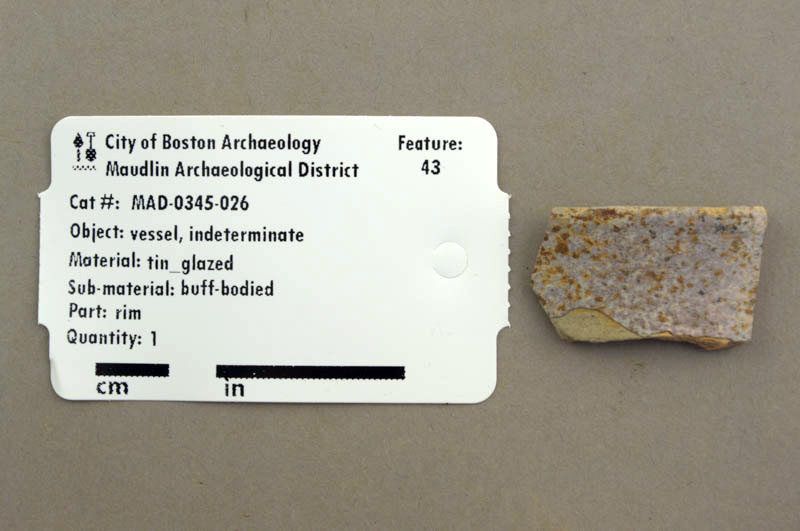 City of Boston Archaeology
Maudlin Archaeological District
Feature:
43
Cat #: MAD-0345-026
Object: vessel, indeterminate
Material: tin_glazed
Sub-material: buff-bodied
Part: rim
Quantity: 1
cm
in